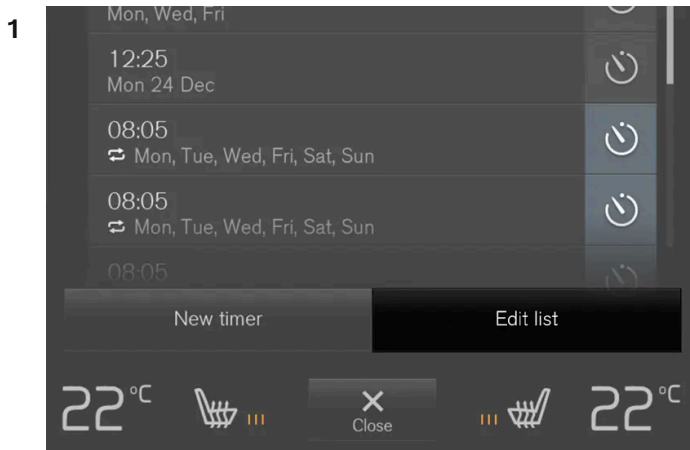 1
Mon, Wed, Fri
12:25
Mon 24 Dec
08:05
Mon, Tue, Wed, Fri, Sat, Sun
08:05
Mon, Tue, Wed, Fri, Sat, Sun
08:05
New timer
Edit list
22°C
Close
22°C